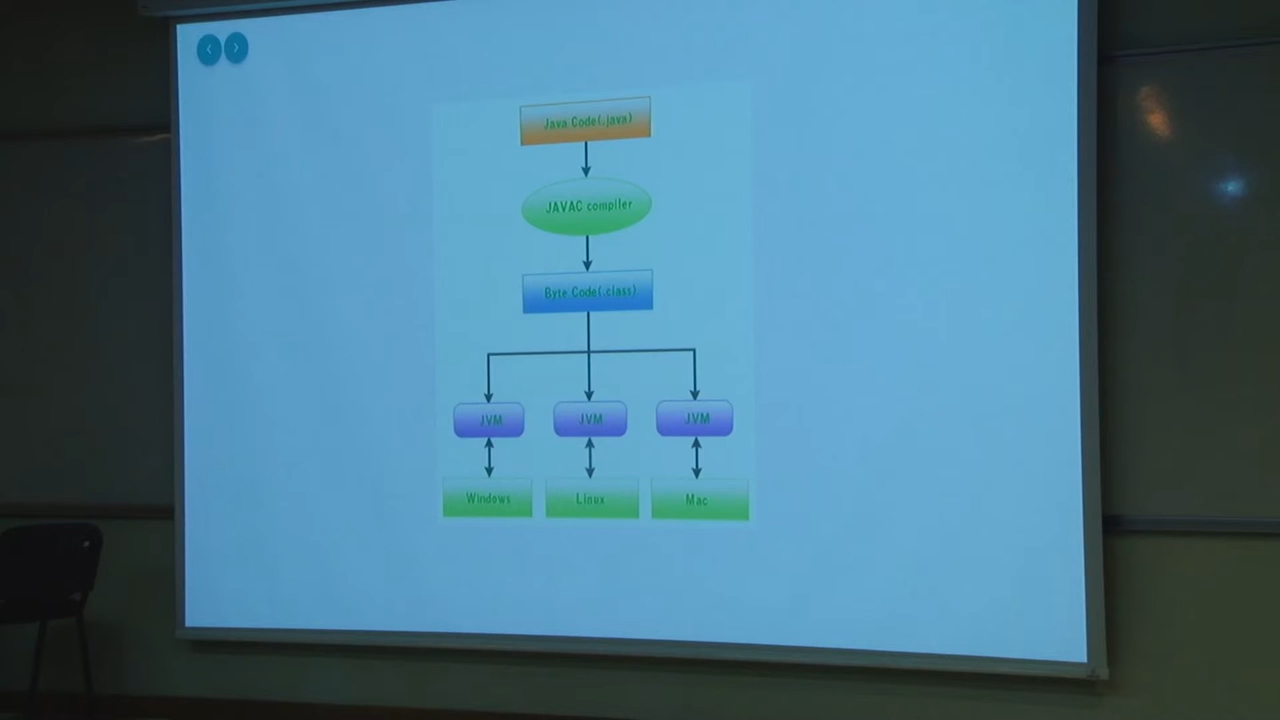 Java Code(.java)
JAVAC compiler
Byte Code(.class)
JVM
JVM
JVM
Windows
Linux
Mac